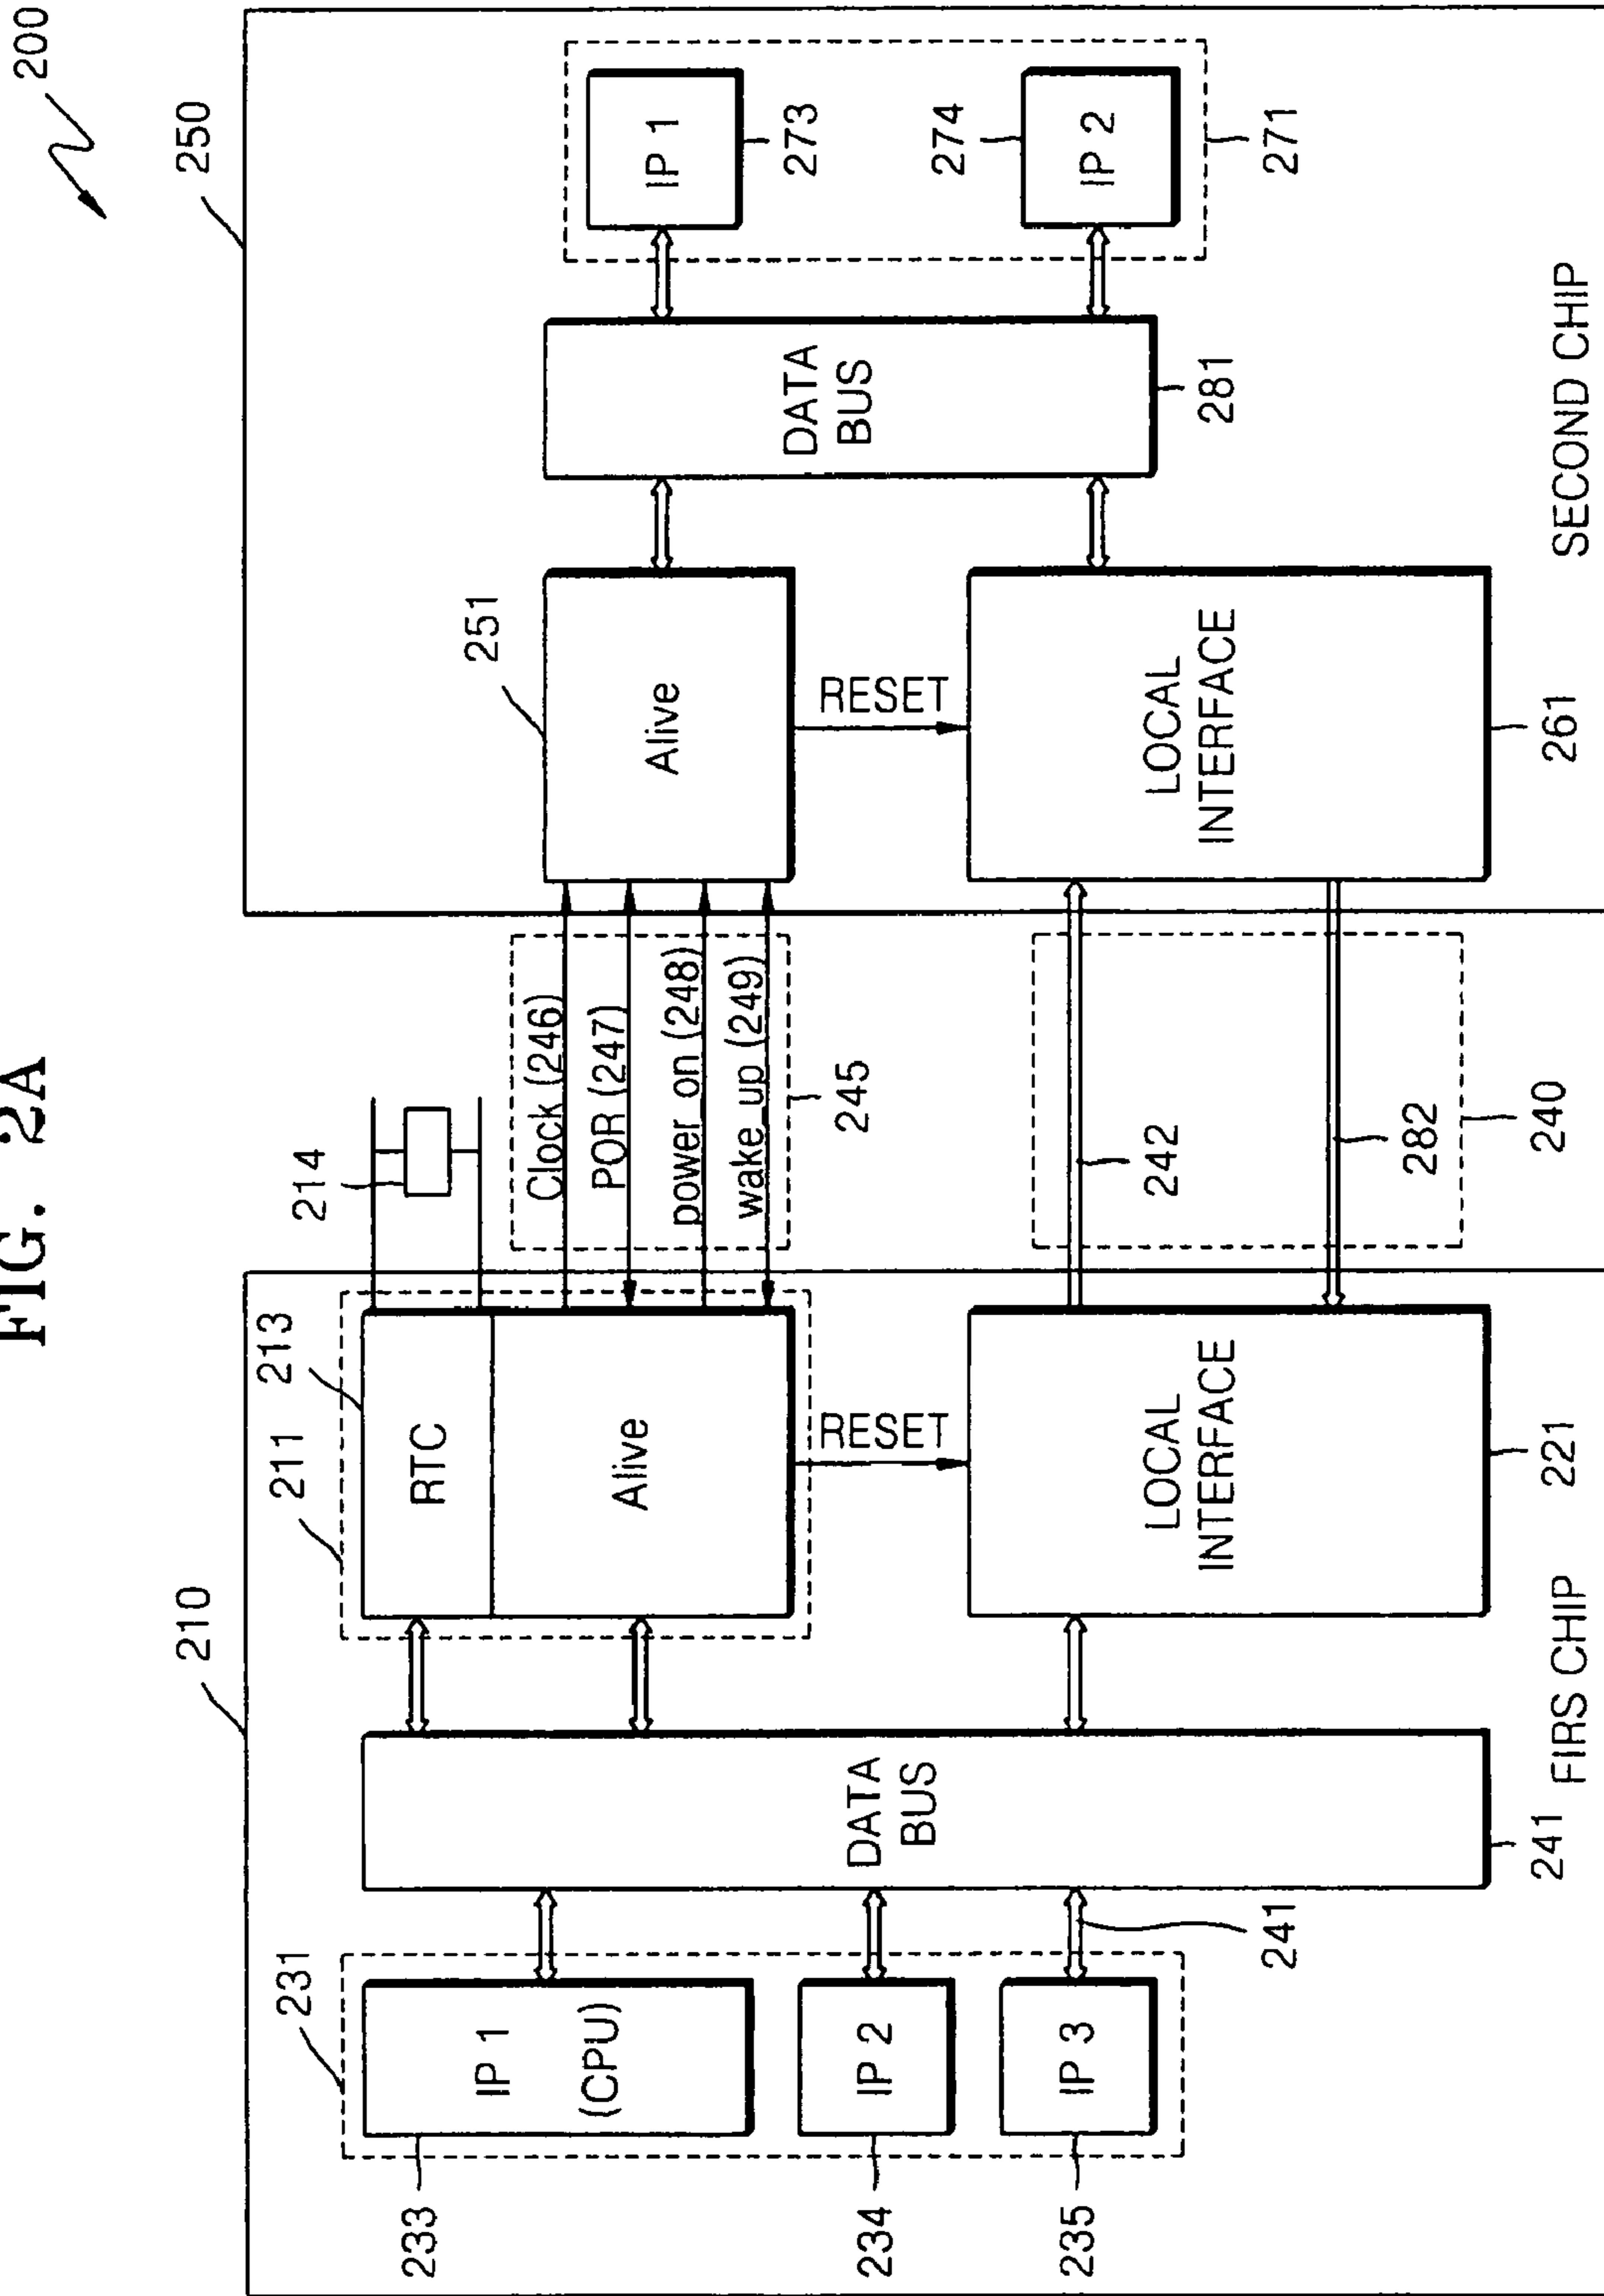 FIG. 2A
200
210
250
231
211
213
214
251
IP 1
(CPU)
233
IP 2
234
IP 3
235
241
DATA
BUS
241
RTC
Alive
RESET
LOCAL
INTERFACE
221
FIRS CHIP
Clock (246)
POR (247)
power_on (248)
wake_up (249)
245
242
282
240
Alive
RESET
LOCAL
INTERFACE
261
DATA
BUS
281
IP 1
273
274
IP 2
271
SECOND CHIP